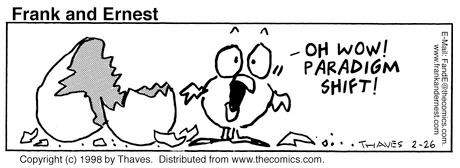 Frank and Ernest
OH WOW!
PARADIGM
SHIFT!
E-Mail: FandE@thecomics.com
www.frankandernest.com
THAVES 2-26
Copyright (c) 1998 by Thaves. Distributed from www.thecomics.com.